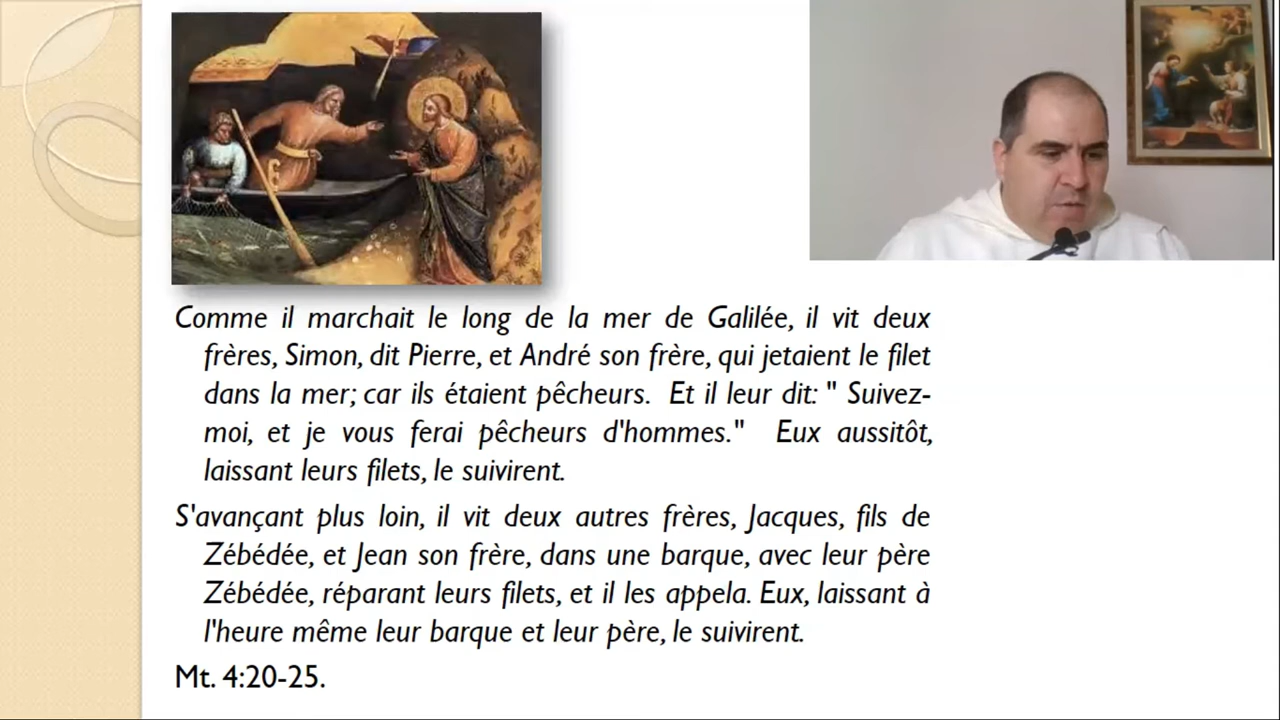 Comme il marchait le long de la mer de Galilée, il vit deux
frères, Simon, dit Pierre, et André son frère, qui jetaient le filet
dans la mer; car ils étaient pêcheurs. Et il leur dit: " Suivez-
moi, et je vous ferai pêcheurs d'hommes." Eux aussitôt,
laissant leurs filets, le suivirent.
S'avançant plus loin, il vit deux autres frères, Jacques, fils de
Zébédée, et Jean son frère, dans une barque, avec leur père
Zébédée, réparant leurs filets, et il les appela. Eux, laissant à
l'heure même leur barque et leur père, le suivirent.
Mt. 4:20-25.